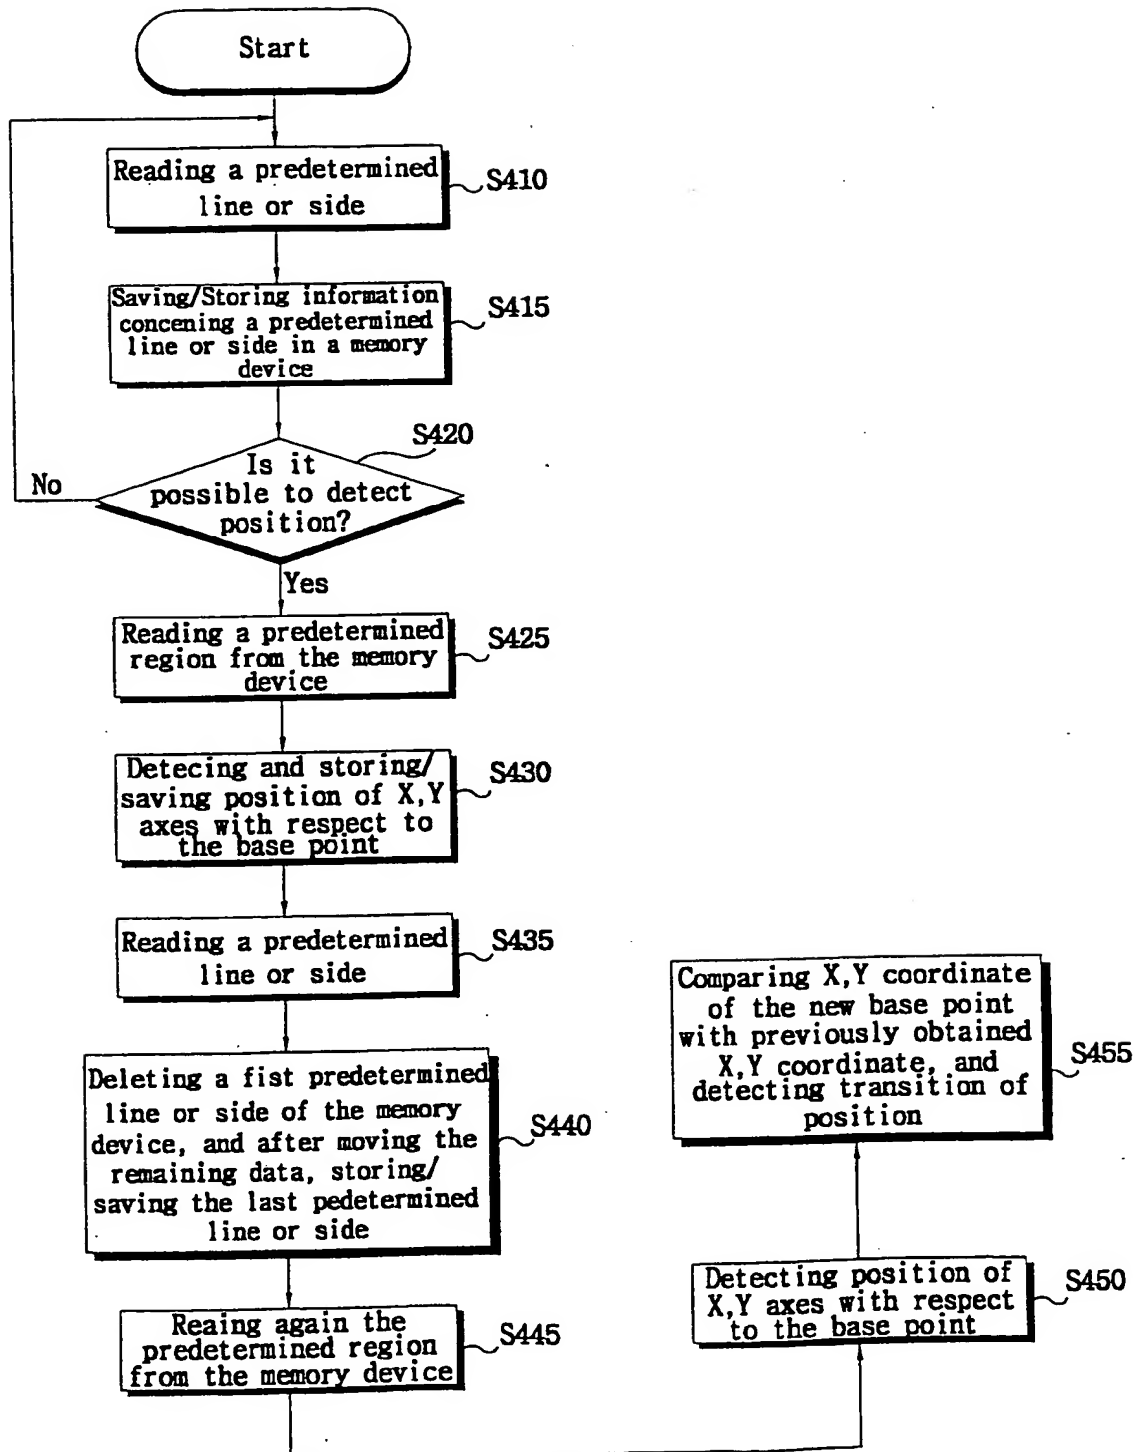 Start
Reading a predetermined
line or side
S410
Saving/Storing information
concening a predetermined
line or side in a memory
device
S415
S420
Is it
possible to detect
position?
No
Yes
Reading a predetermined
region from the memory
device
S425
Detecing and storing/
saving position of X,Y
axes with respect to
the base point
S430
Reading a predetermined
line or side
S435
Deleting a fist predetermined
line or side of the memory
device, and after moving the
remaining data, storing/
saving the last pedetermined
line or side
S440
Reaing again the
predetermined region
from the memory device
S445
Detecting position of
X,Y axes with respect
to the base point
S450
Comparing X,Y coordinate
of the new base point
with previously obtained
X,Y coordinate, and
detecting transition of
position
S455